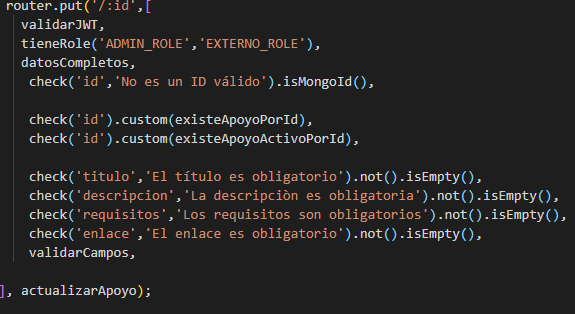 router.put('/:id',[
validarJWT,
tieneRole('ADMIN_ROLE','EXTERNO_ROLE'),
datosCompletos,
check('id','No es un ID válido').isMongoId(),
check('id').custom(existeApoyoPorId),
check('id').custom(existeApoyoActivoPorId),
check('titulo','El título es obligatorio').not().isEmpty(),
check('descripcion','La descripciòn es obligatoria').not().isEmpty(),
check('requisitos','Los requisitos son obligatorios').not().isEmpty(),
check('enlace','El enlace es obligatorio').not().isEmpty(),
validarCampos,
], actualizarApoyo);